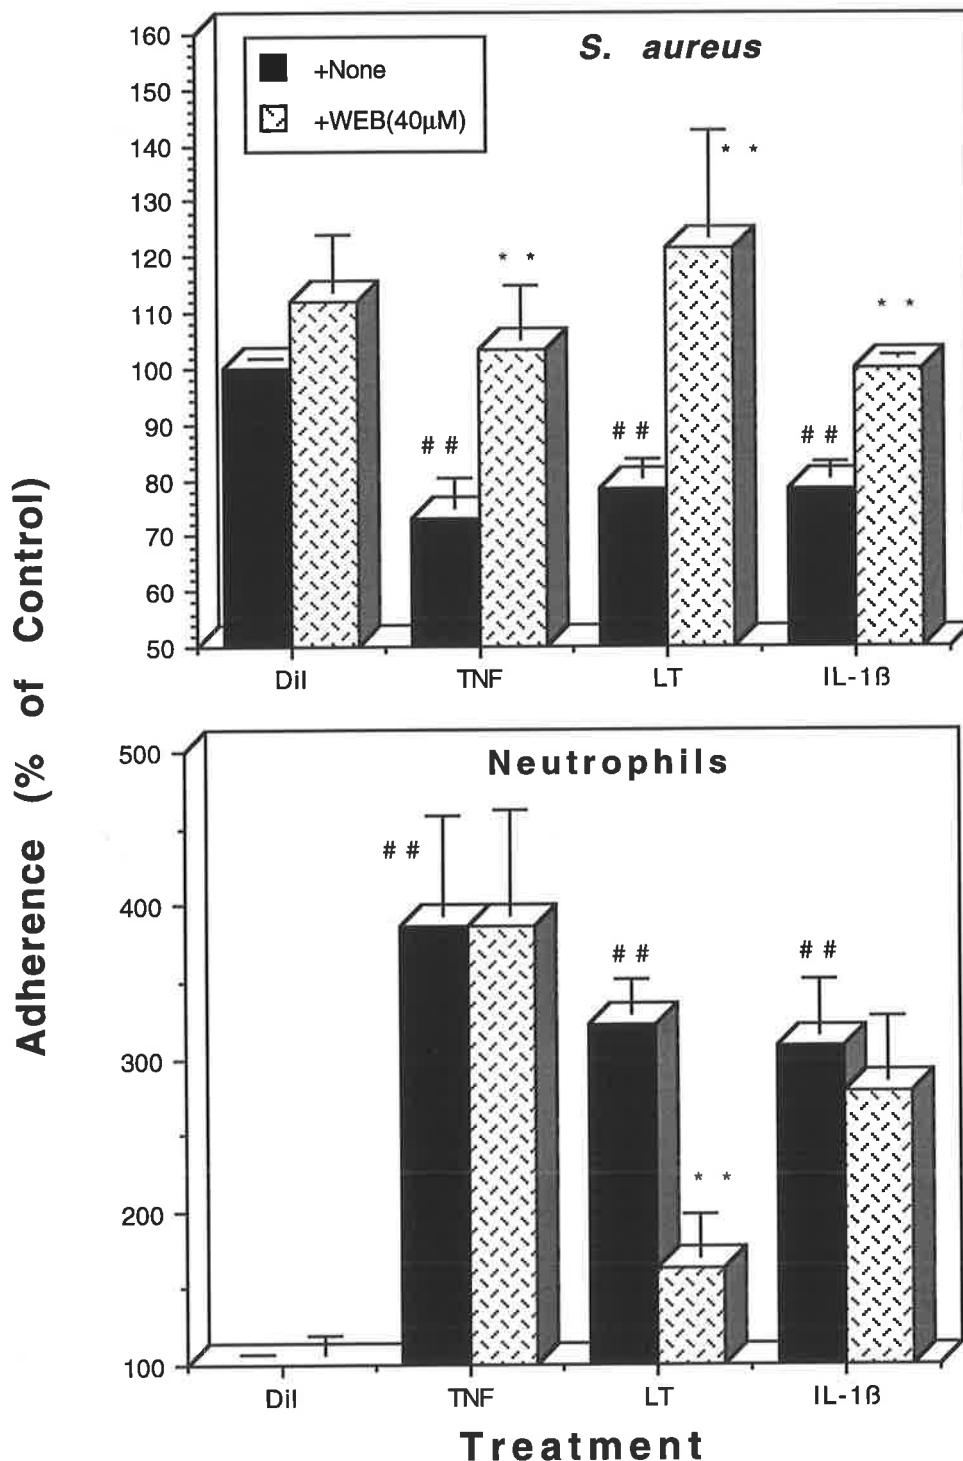 Adherence (% of Control)
S. aureus
+None
+WEB(40µM)
160
150
140
130
120
110
100
90
80
70
60
50
* *
* *
* *
# #
# #
# #
Dil
TNF
LT
IL-1ß
Neutrophils
500
400
300
200
100
# #
# #
# #
* *
Dil
TNF
LT
IL-1ß
Treatment